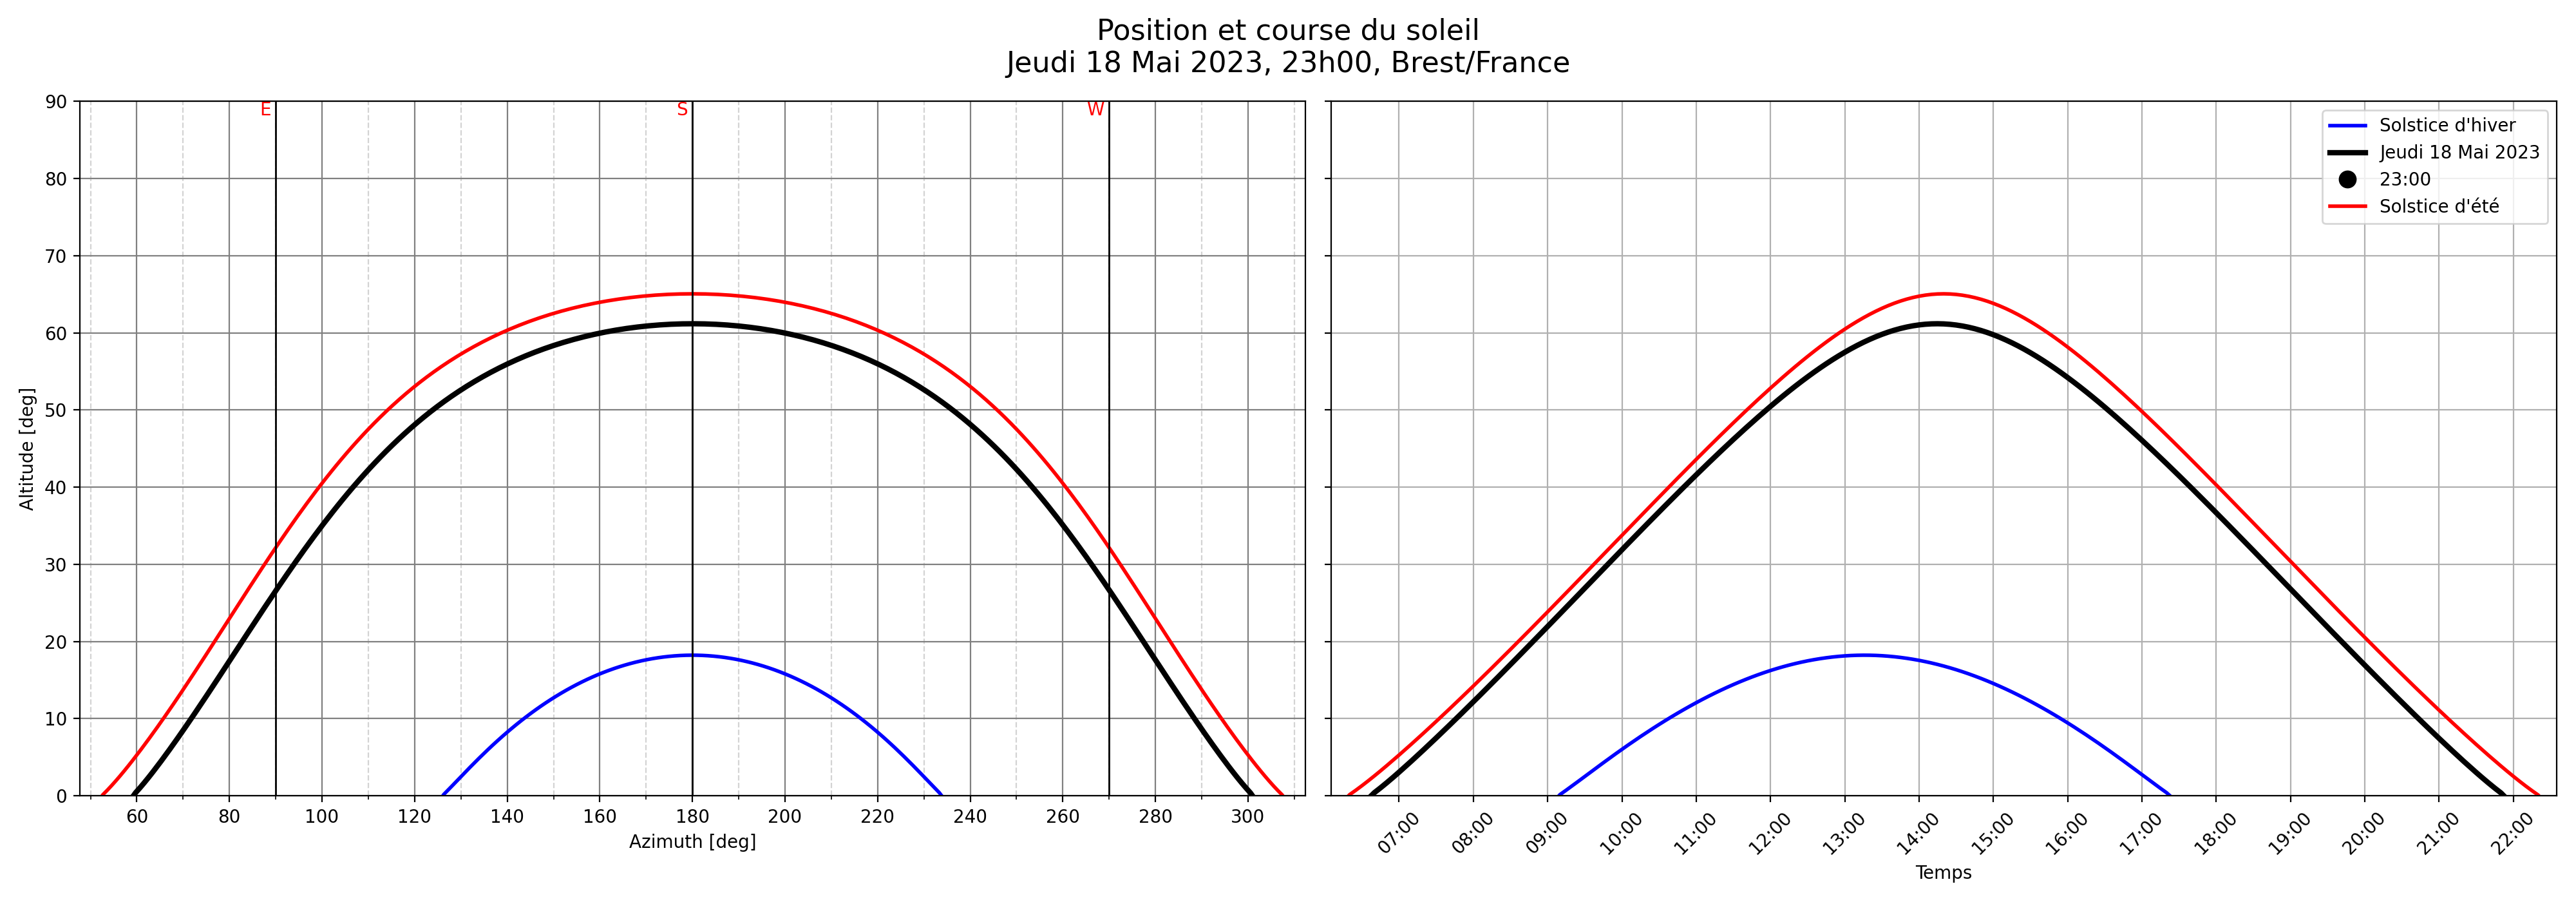 Position et course du soleil
Jeudi 18 Mai 2023, 23h00, Brest/France
E S W
Solstice d'hiver
Jeudi 18 Mai 2023
23:00
Solstice d'été
90
80
70
60
50
40
30
20
10
0
Altitude [deg]
60 80 100 120 140 160 180 200 220 240 260 280 300
Azimuth [deg]
07:00 08:00 09:00 10:00 11:00 12:00 13:00 14:00 15:00 16:00 17:00 18:00 19:00 20:00 21:00 22:00
Temps